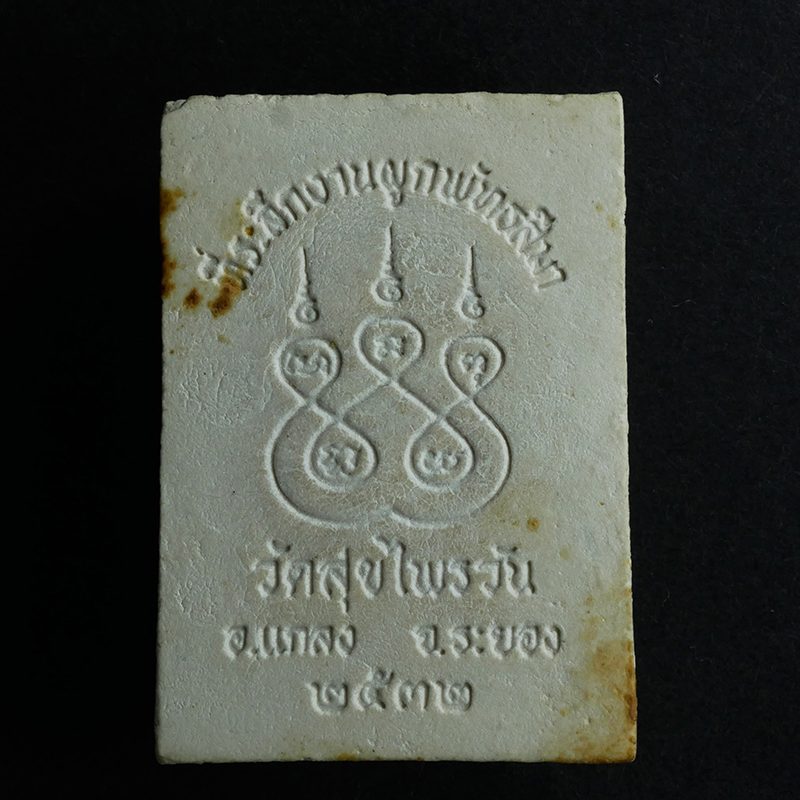 ที่ระลึกงานผูกพัทธสีมา
วัดสุขไพรวัน
อ.แกลง จ.ระยอง
๒๕๓๒